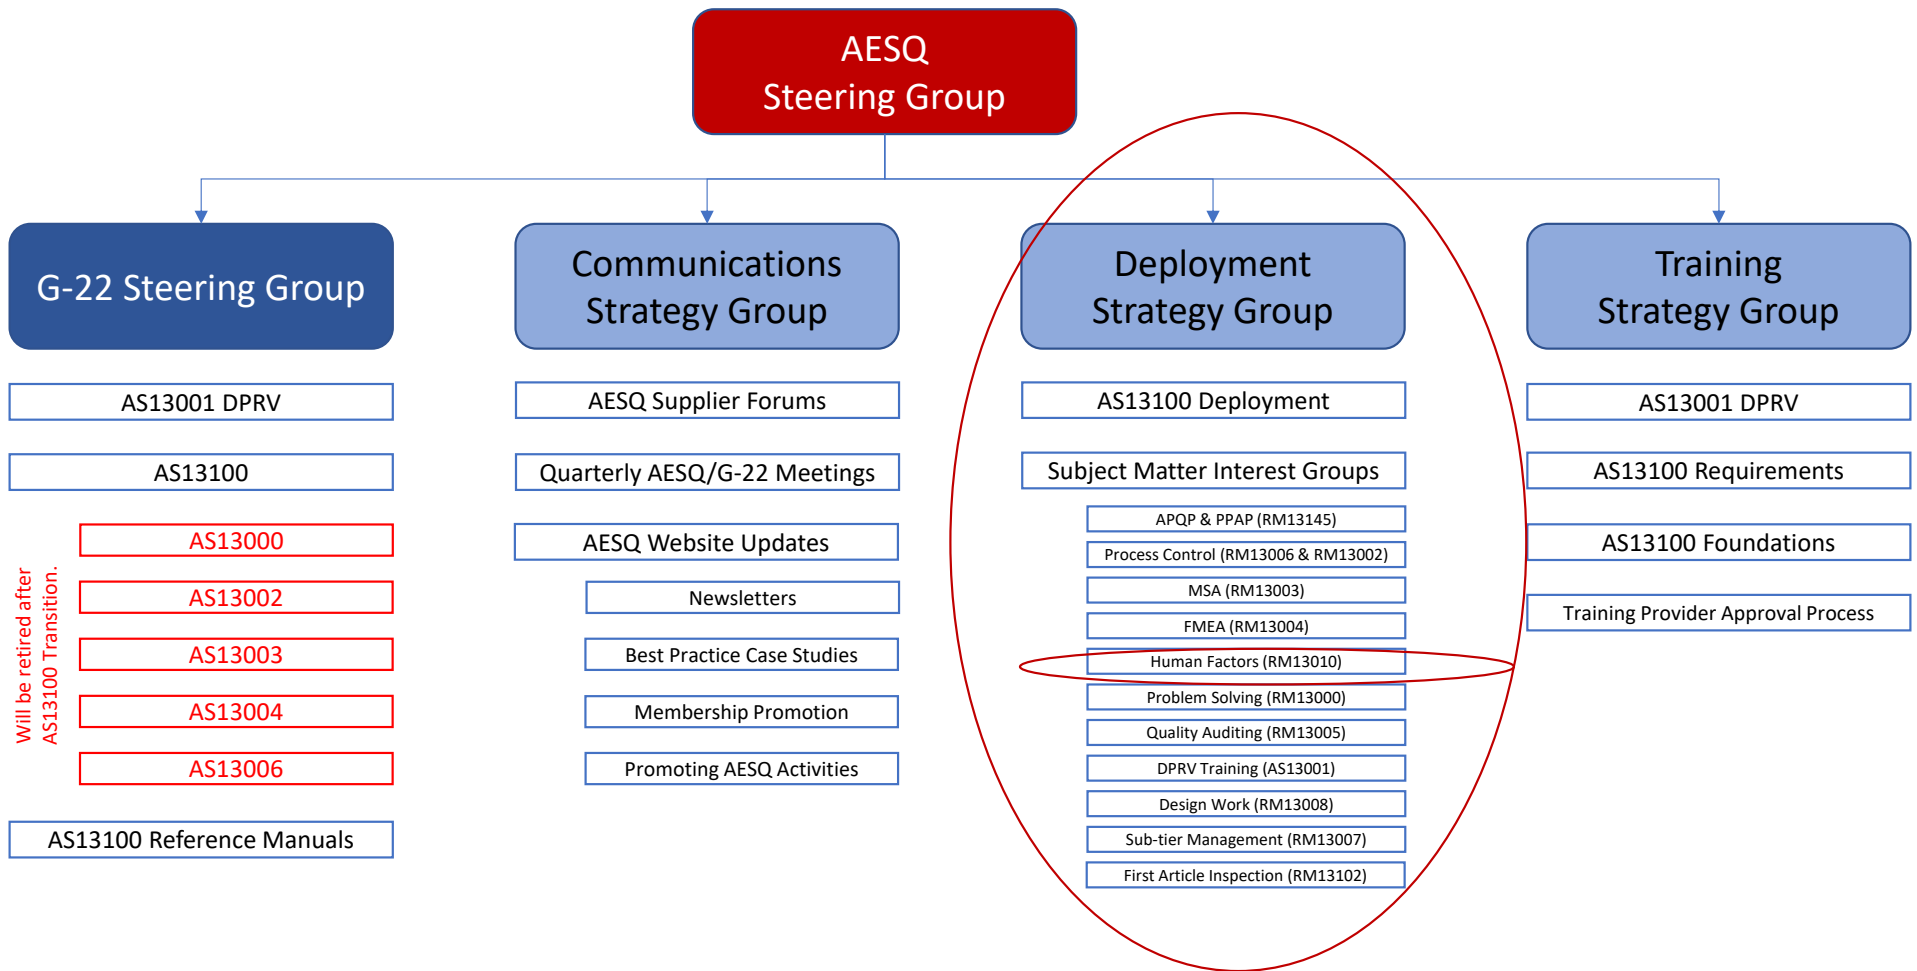 AESQ
Steering Group
G-22 Steering Group
AS13001 DPRV
AS13100
Will be retired after
AS13100 Transition.
AS13000
AS13002
AS13003
AS13004
AS13006
AS13100 Reference Manuals
Communications
Strategy Group
AESQ Supplier Forums
Quarterly AESQ/G-22 Meetings
AESQ Website Updates
Newsletters
Best Practice Case Studies
Membership Promotion
Promoting AESQ Activities
Deployment
Strategy Group
AS13100 Deployment
Subject Matter Interest Groups
APQP & PPAP (RM13145)
Process Control (RM13006 & RM13002)
MSA (RM13003)
FMEA (RM13004)
Human Factors (RM13010)
Problem Solving (RM13000)
Quality Auditing (RM13005)
DPRV Training (AS13001)
Design Work (RM13008)
Sub-tier Management (RM13007)
First Article Inspection (RM13102)
Training
Strategy Group
AS13001 DPRV
AS13100 Requirements
AS13100 Foundations
Training Provider Approval Process